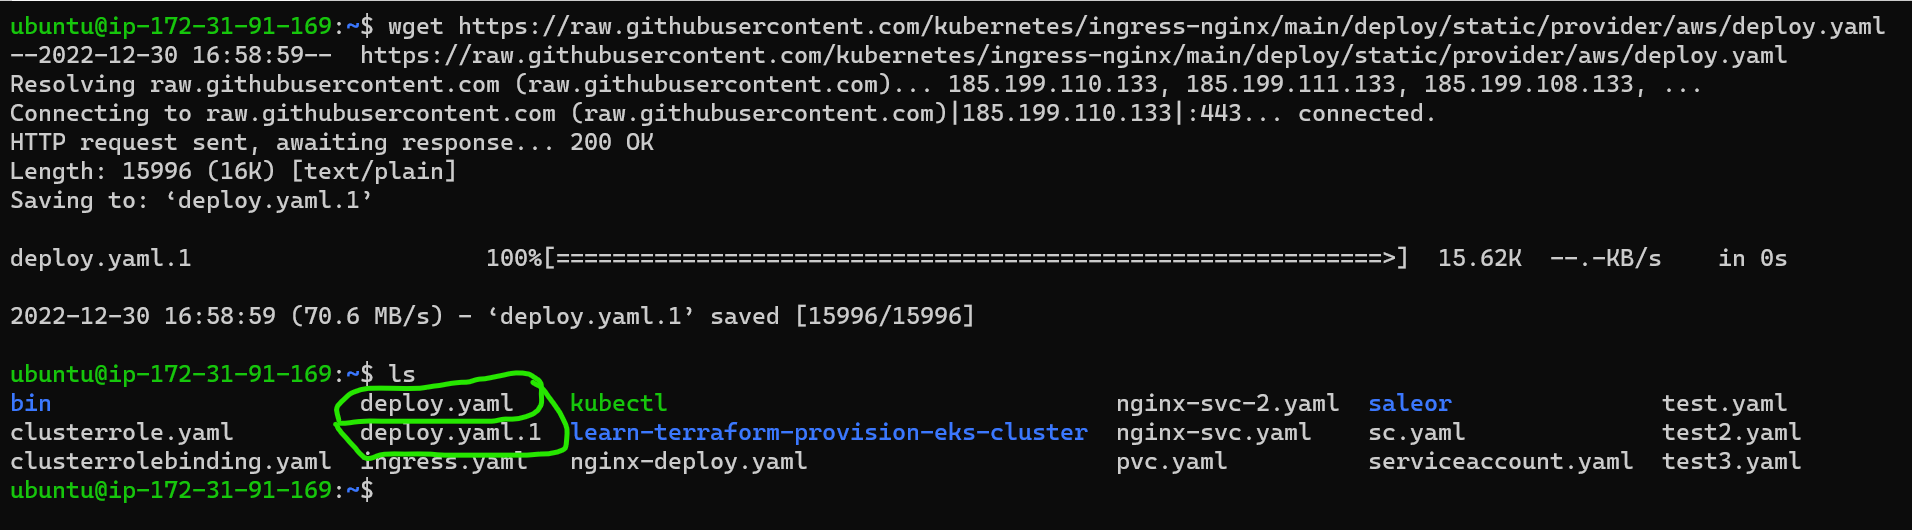 ubuntu@ip-172-31-91-169:~$ wget https://raw.githubusercontent.com/kubernetes/ingress-nginx/main/deploy/static/provider/aws/deploy.yaml
--2022-12-30 16:58:59--  https://raw.githubusercontent.com/kubernetes/ingress-nginx/main/deploy/static/provider/aws/deploy.yaml
Resolving raw.githubusercontent.com (raw.githubusercontent.com)... 185.199.110.133, 185.199.111.133, 185.199.108.133, ...
Connecting to raw.githubusercontent.com (raw.githubusercontent.com)|185.199.110.133|:443... connected.
HTTP request sent, awaiting response... 200 OK
Length: 15996 (16K) [text/plain]
Saving to: ‘deploy.yaml.1’
deploy.yaml.1                     100%[===========================================================>]  15.62K  --.-KB/s    in 0s
2022-12-30 16:58:59 (70.6 MB/s) - ‘deploy.yaml.1’ saved [15996/15996]
ubuntu@ip-172-31-91-169:~$ ls
bin                      deploy.yaml    kubectl                                nginx-svc-2.yaml  saleor               test.yaml
clusterrole.yaml         deploy.yaml.1  learn-terraform-provision-eks-cluster  nginx-svc.yaml    sc.yaml              test2.yaml
clusterrolebinding.yaml  ingress.yaml   nginx-deploy.yaml                      pvc.yaml          serviceaccount.yaml  test3.yaml
ubuntu@ip-172-31-91-169:~$